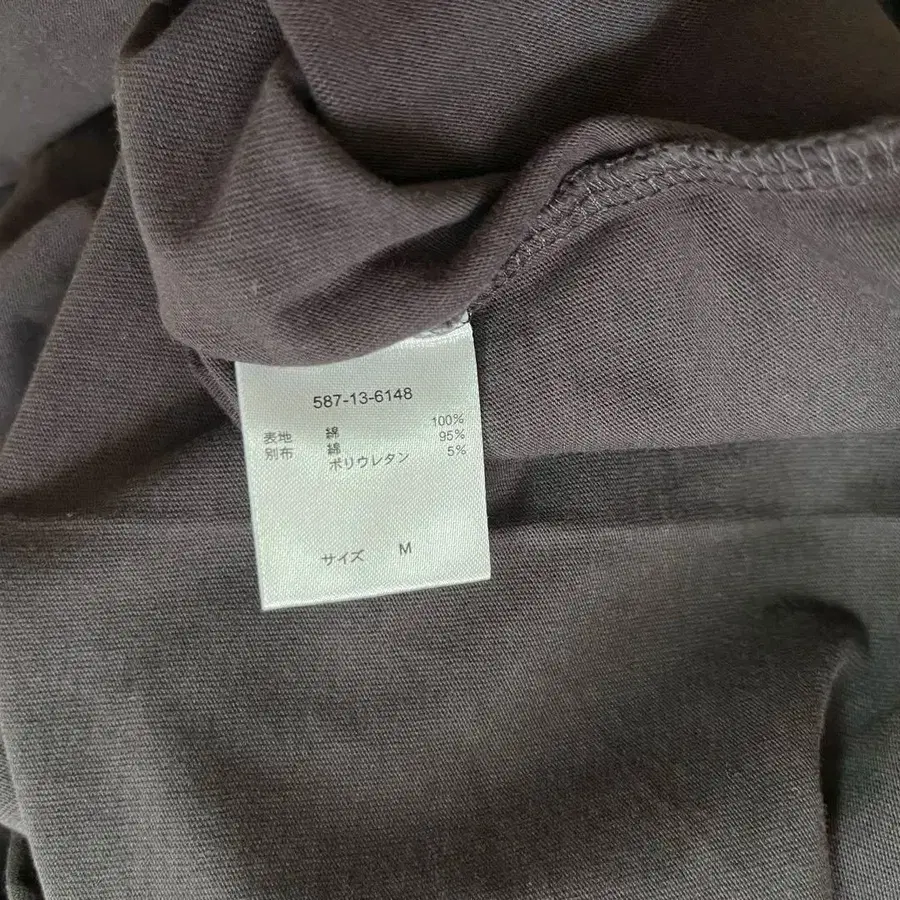 587-13-6148
表地 綿 100%
別布 綿 95%
ポリウレタン 5%
サイズ M